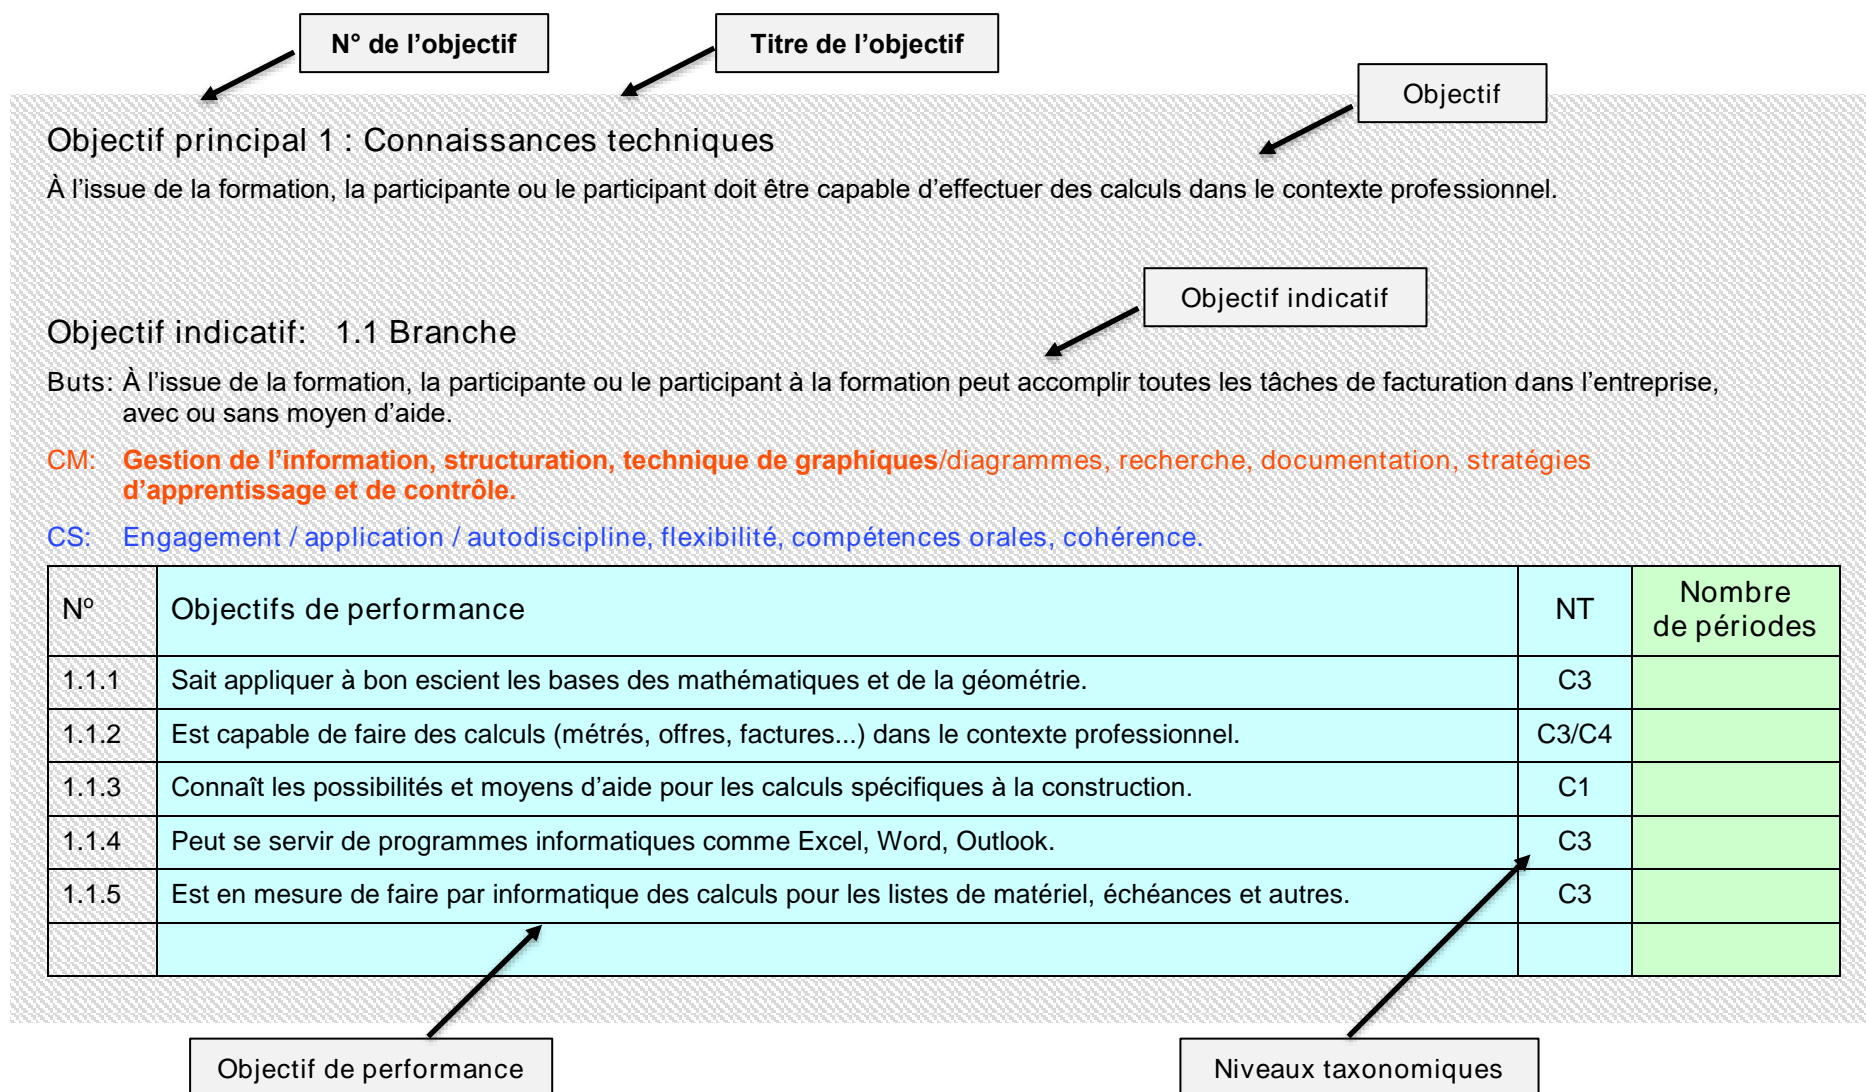 N° de l’objectif
Titre de l’objectif
Objectif
Objectif principal 1 : Connaissances techniques
À l’issue de la formation, la participante ou le participant doit être capable d’effectuer des calculs dans le contexte professionnel.
Objectif indicatif
Objectif indicatif: 1.1 Branche
Buts: À l’issue de la formation, la participante ou le participant à la formation peut accomplir toutes les tâches de facturation dans l’entreprise,
avec ou sans moyen d’aide.
CM: Gestion de l’information, structuration, technique de graphiques/diagrammes, recherche, documentation, stratégies
d’apprentissage et de contrôle.
CS: Engagement / application / autodiscipline, flexibilité, compétences orales, cohérence.
Nº Objectifs de performance NT Nombre
de périodes
1.1.1 Sait appliquer à bon escient les bases des mathématiques et de la géométrie. C3
1.1.2 Est capable de faire des calculs (métrés, offres, factures...) dans le contexte professionnel. C3/C4
1.1.3 Connaît les possibilités et moyens d’aide pour les calculs spécifiques à la construction. C1
1.1.4 Peut se servir de programmes informatiques comme Excel, Word, Outlook. C3
1.1.5 Est en mesure de faire par informatique des calculs pour les listes de matériel, échéances et autres. C3
Objectif de performance
Niveaux taxonomiques